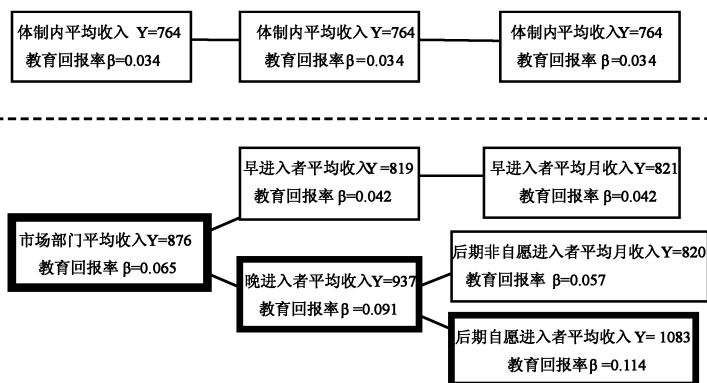 体制内平均收入 Y=764
教育回报率β=0.034
体制内平均收入 Y=764
教育回报率β=0.034
体制内平均收入Y=764
教育回报率β=0.034
早进入者平均收入Y=819
教育回报率 β=0.042
早进入者平均月收入Y=821
教育回报率 β=0.042
市场部门平均收入Y=876
教育回报率 β=0.065
晚进入者平均收入Y=937
教育回报率β=0.091
后期非自愿进入者平均月收入Y=820
教育回报率 β=0.057
后期自愿进入者平均收入 Y= 1083
教育回报率β =0.114